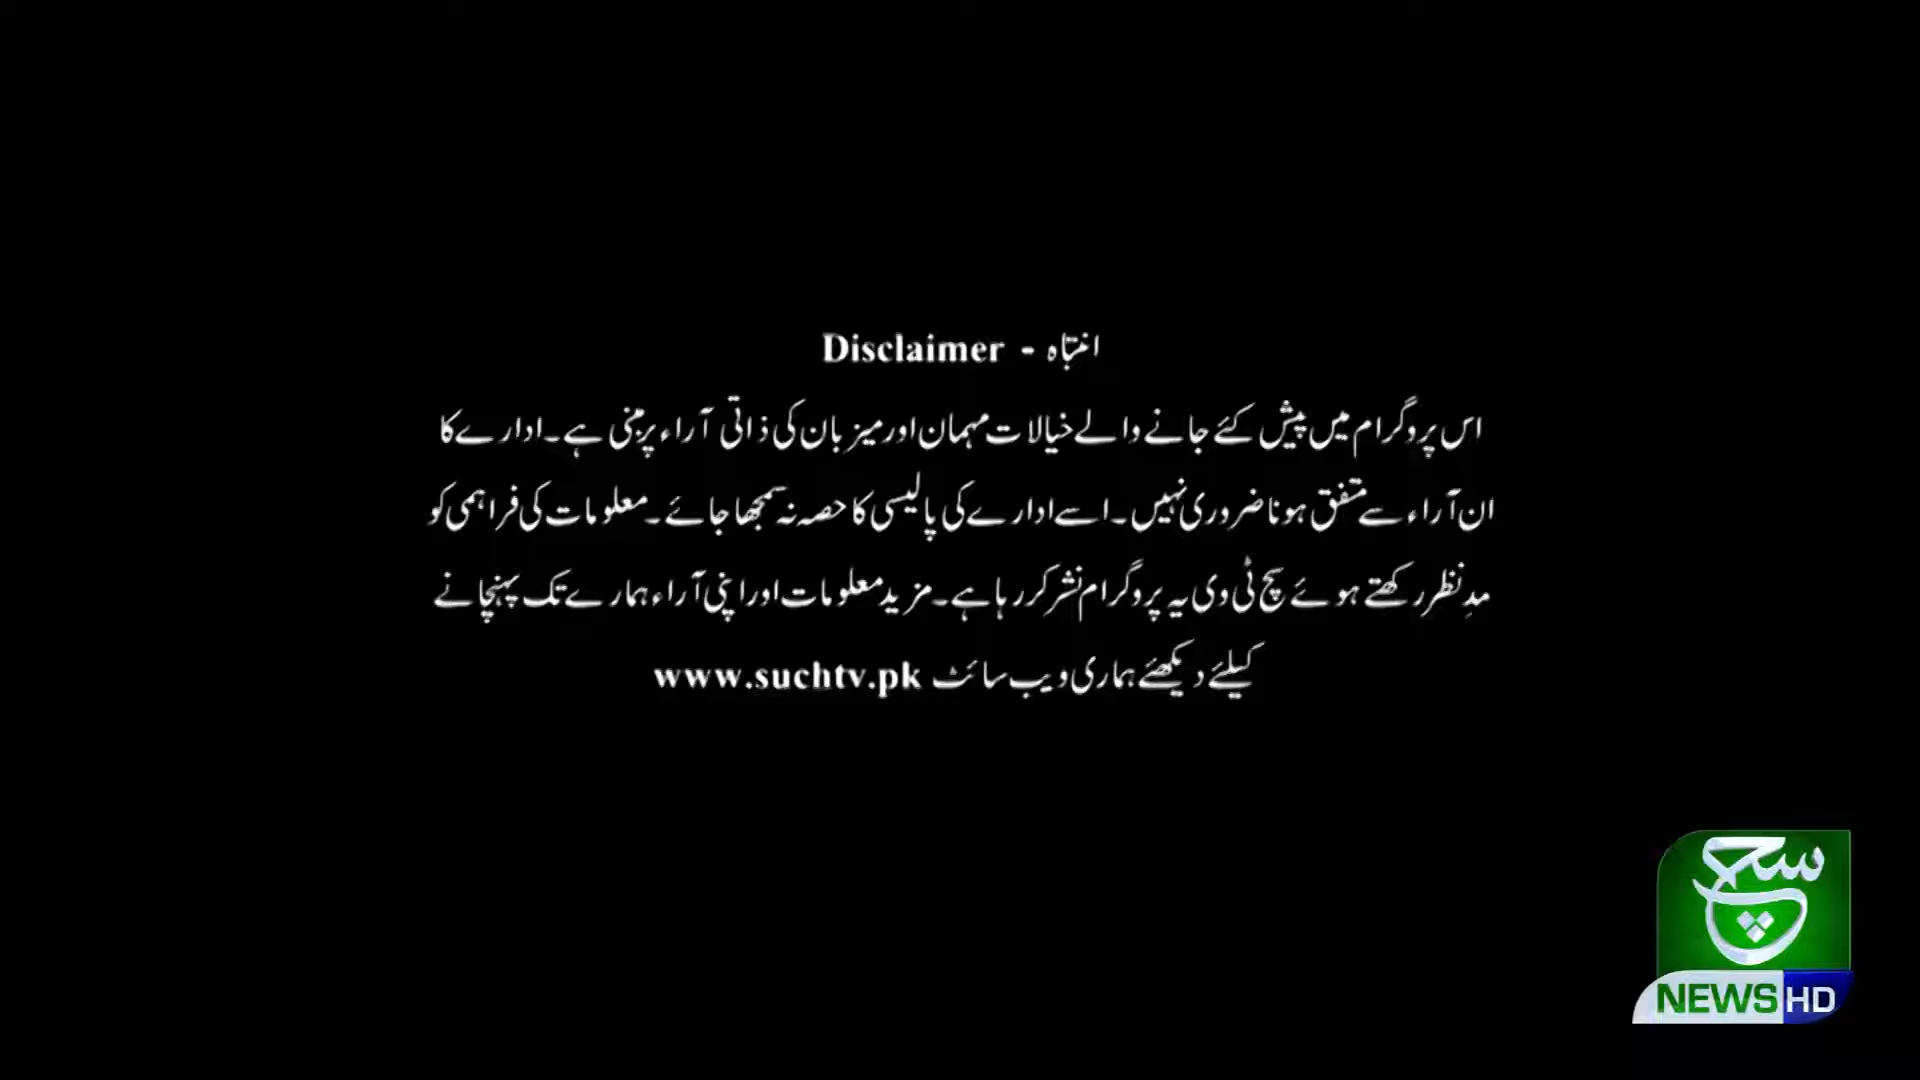 انتباہ - Disclaimer
اس پروگرام میں پیش کئے جانے والے خیالات مہمان اور میزبان کی ذاتی آراء پر مبنی ہے۔ ادارے کا
ان آراء سے متفق ہونا ضروری نہیں۔ اسے ادارے کی پالیسی کا حصہ نہ سمجھا جائے۔ معلومات کی فراہمی کو
مدِ نظر رکھتے ہوئے سچ ٹی وی یہ پروگرام نشر کر رہا ہے۔ مزید معلومات اور اپنی آراء ہمارے تک پہنچانے
کیلئے دیکھئے ہماری ویب سائٹ www.suchtv.pk
سچ
NEWS HD